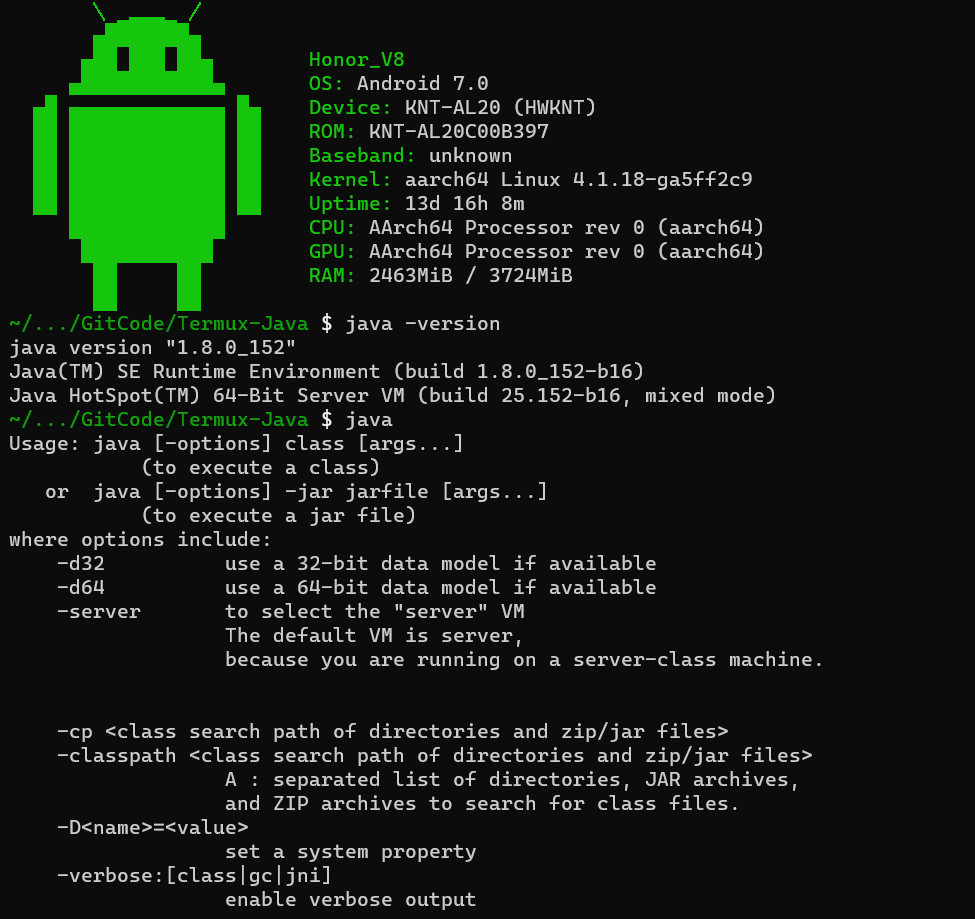 Honor_V8
OS: Android 7.0
Device: KNT-AL20 (HWKNT)
ROM: KNT-AL20C00B397
Baseband: unknown
Kernel: aarch64 Linux 4.1.18-ga5ff2c9
Uptime: 13d 16h 8m
CPU: AArch64 Processor rev 0 (aarch64)
GPU: AArch64 Processor rev 0 (aarch64)
RAM: 2463MiB / 3724MiB
~/.../GitCode/Termux-Java $ java -version
java version "1.8.0_152"
Java(TM) SE Runtime Environment (build 1.8.0_152-b16)
Java HotSpot(TM) 64-Bit Server VM (build 25.152-b16, mixed mode)
~/.../GitCode/Termux-Java $ java
Usage: java [-options] class [args...]
           (to execute a class)
   or  java [-options] -jar jarfile [args...]
           (to execute a jar file)
where options include:
    -d32          use a 32-bit data model if available
    -d64          use a 64-bit data model if available
    -server       to select the "server" VM
                  The default VM is server,
                  because you are running on a server-class machine.
    -cp <class search path of directories and zip/jar files>
    -classpath <class search path of directories and zip/jar files>
                  A : separated list of directories, JAR archives,
                  and ZIP archives to search for class files.
    -D<name>=<value>
                  set a system property
    -verbose:[class|gc|jni]
                  enable verbose output